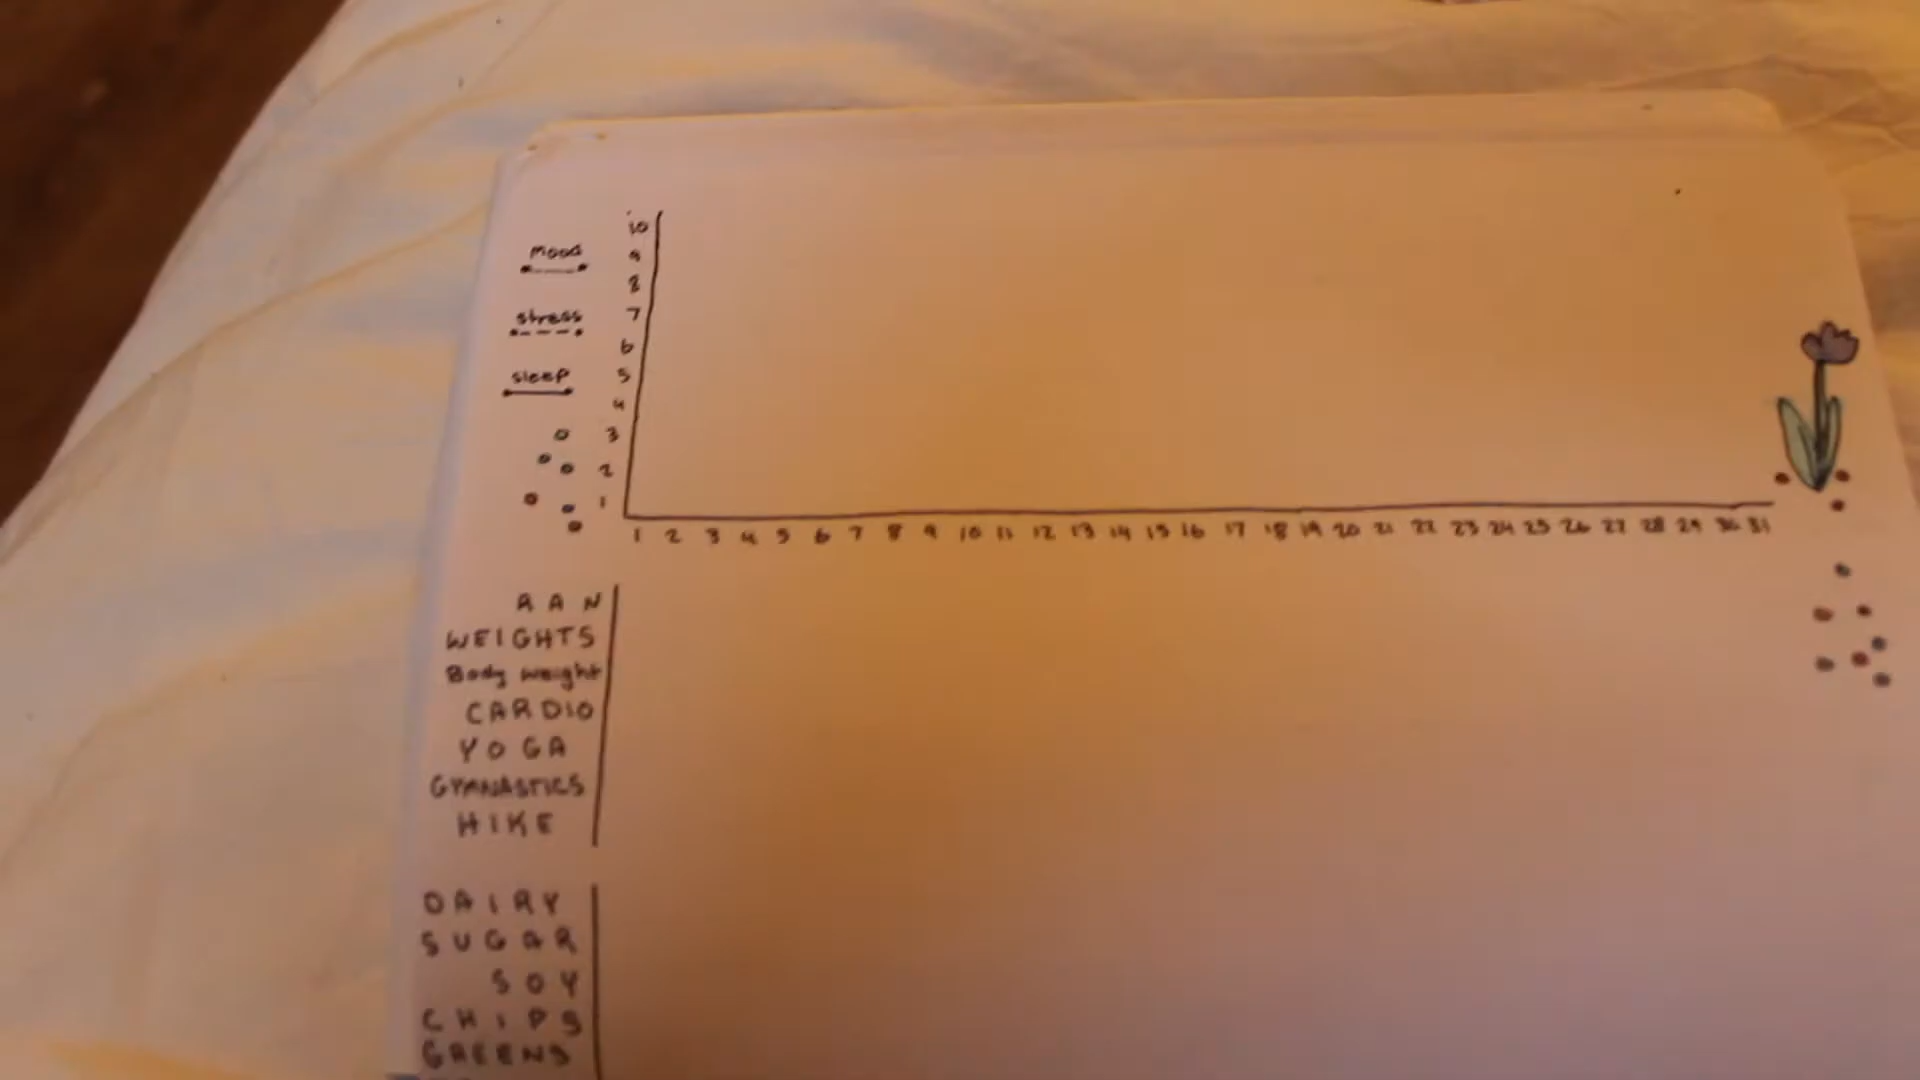 10
mood
9
8
stress
7
6
sleep
5
4
3
2
1
1 2 3 4 5 6 7 8 9 10 11 12 13 14 15 16 17 18 19 20 21 22 23 24 25 26 27 28 29 30 31
RAN
WEIGHTS
Body weight
CARDIO
YOGA
GYMNASTICS
HIKE
DAIRY
SUGAR
SOY
CHIPS
GREENS